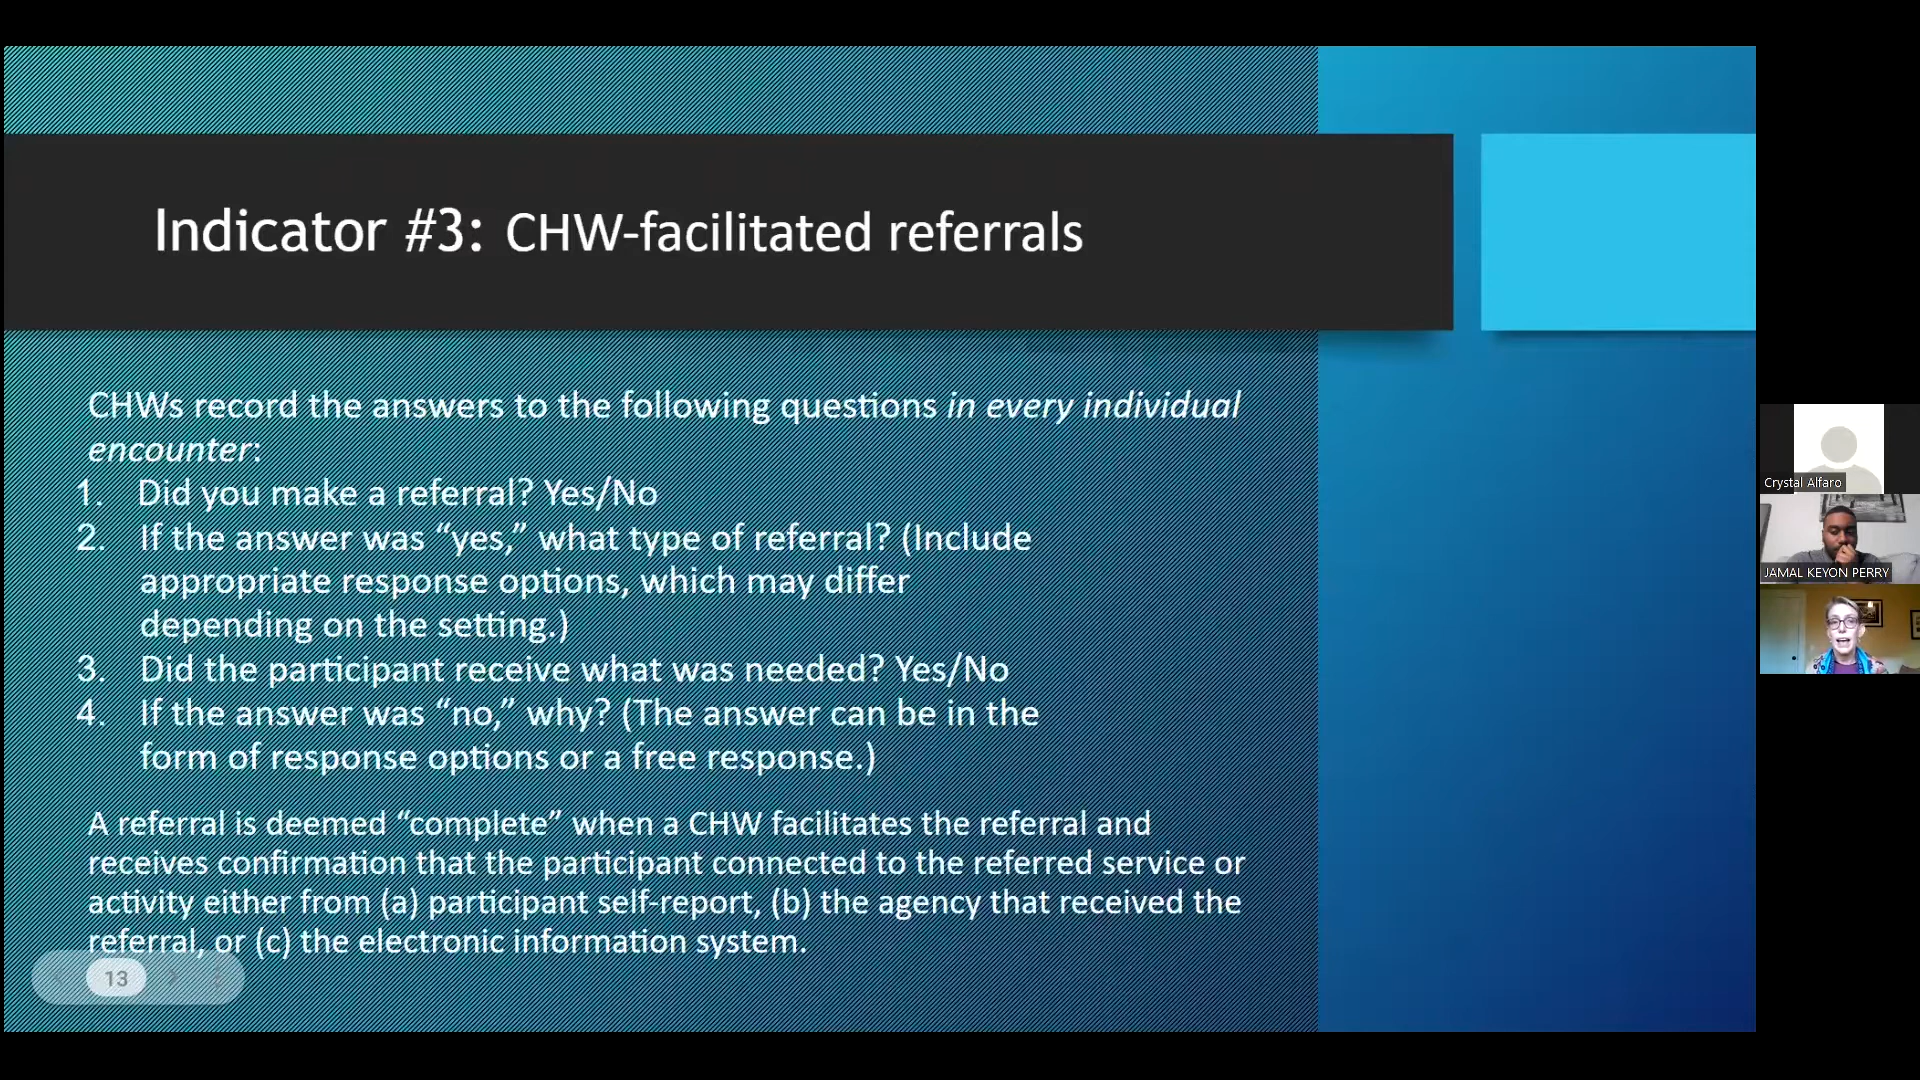 Indicator #3: CHW-facilitated referrals
CHWs record the answers to the following questions in every individual
encounter:
1. Did you make a referral? Yes/No
2. If the answer was “yes,” what type of referral? (Include
appropriate response options, which may differ
depending on the setting.)
3. Did the participant receive what was needed? Yes/No
4. If the answer was “no,” why? (The answer can be in the
form of response options or a free response.)
A referral is deemed “complete” when a CHW facilitates the referral and
receives confirmation that the participant connected to the referred service or
activity either from (a) participant self-report, (b) the agency that received the
referral, or (c) the electronic information system.
13
Crystal Alfaro
JAMAL KEYON PERRY